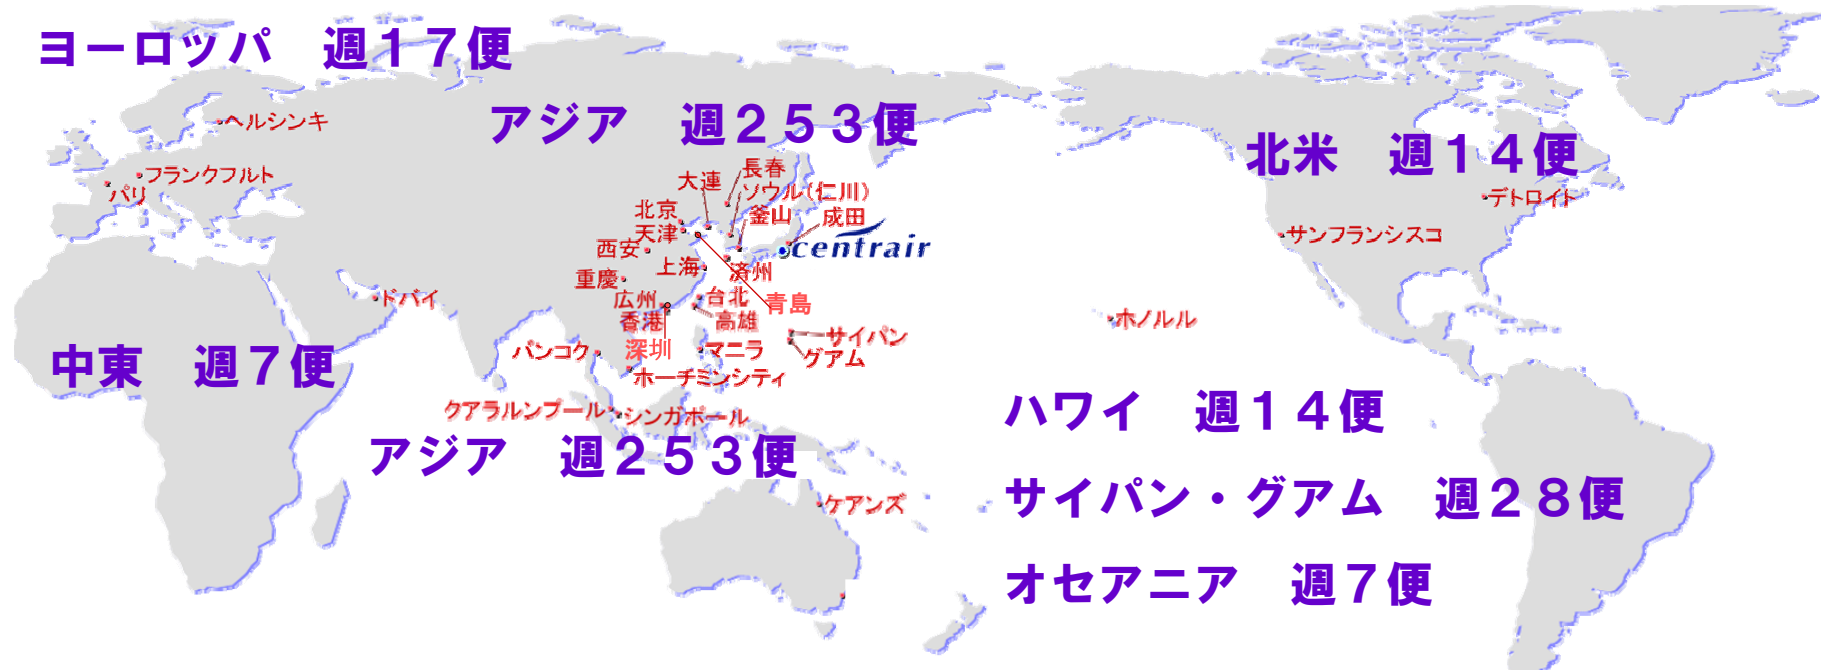 ヨーロッパ　週１７便
アジア　週２５３便
北米　週１４便
ヘルシンキ
フランクフルト
パリ
長春
大連
ソウル(仁川)
北京
釜山
成田
天津
centrair
西安
上海
済州
重慶
広州
台北
青島
香港
高雄
深圳
ドバイ
デトロイト
サンフランシスコ
ホノルル
サイパン
グアム
バンコク
マニラ
ホーチミンシティ
中東　週７便
クアラルンプール
シンガポール
アジア　週２５３便
ハワイ　週１４便
ケアンズ
サイパン・グアム　週２８便
オセアニア　週７便